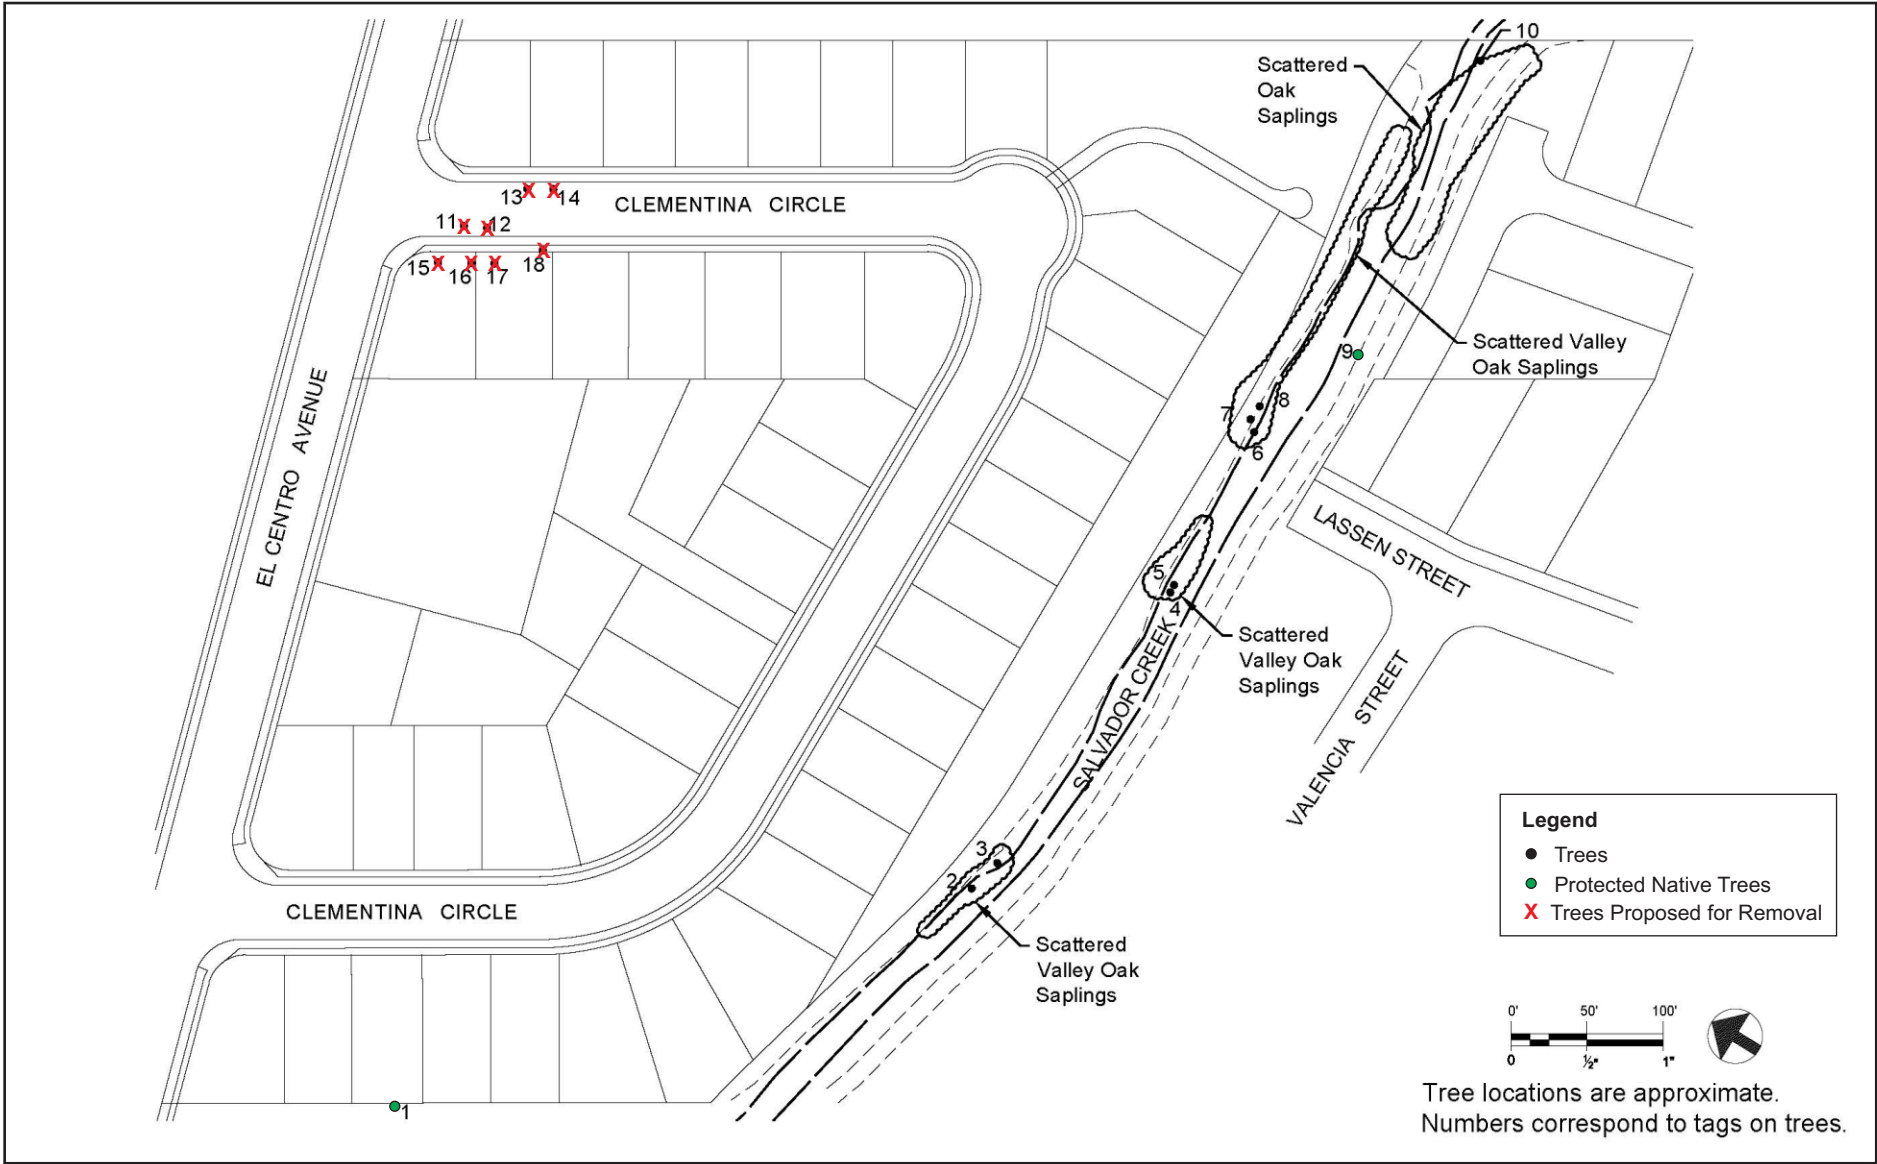 10
Scattered
Oak
Saplings
13
14
CLEMENTINA CIRCLE
11
12
18
15
16
17
Scattered Valley
Oak Saplings
9
EL CENTRO AVENUE
7
8
6
LASSEN STREET
5
4
SALVADOR CREEK
Scattered
Valley Oak
Saplings
VALENCIA STREET
3
2
CLEMENTINA CIRCLE
Scattered
Valley Oak
Saplings
1
Legend
Trees
Protected Native Trees
X Trees Proposed for Removal
0' 50' 100'
0 ½" 1"
Tree locations are approximate.
Numbers correspond to tags on trees.